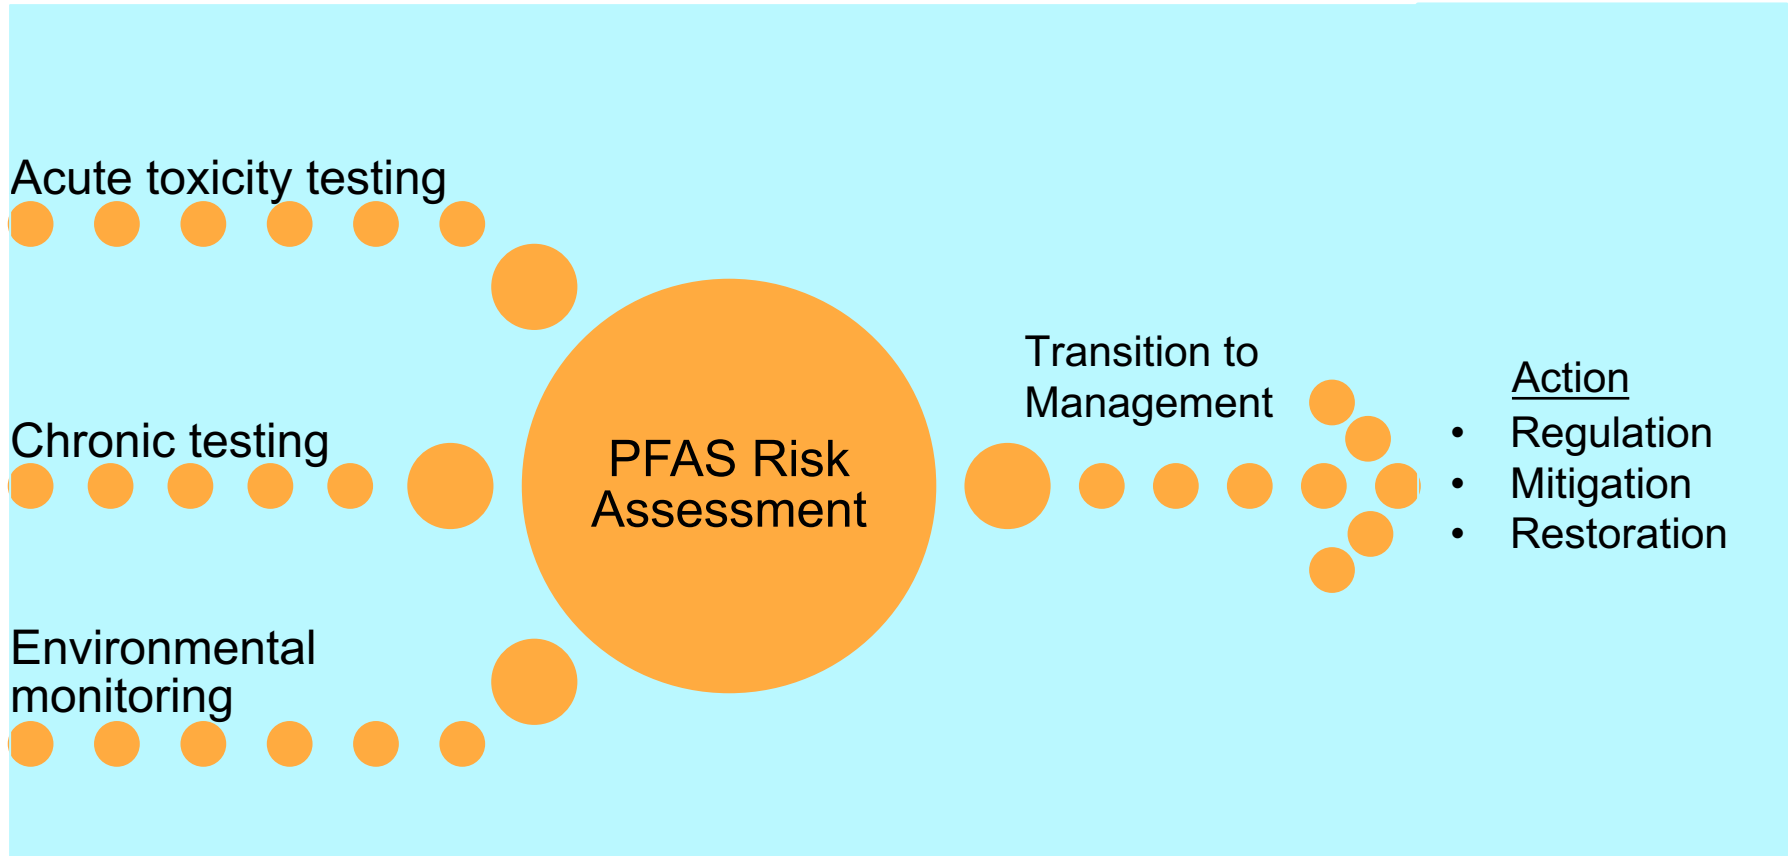 Acute toxicity testing
Chronic testing
Environmental
monitoring
PFAS Risk
Assessment
Transition to
Management
Action
• Regulation
• Mitigation
• Restoration